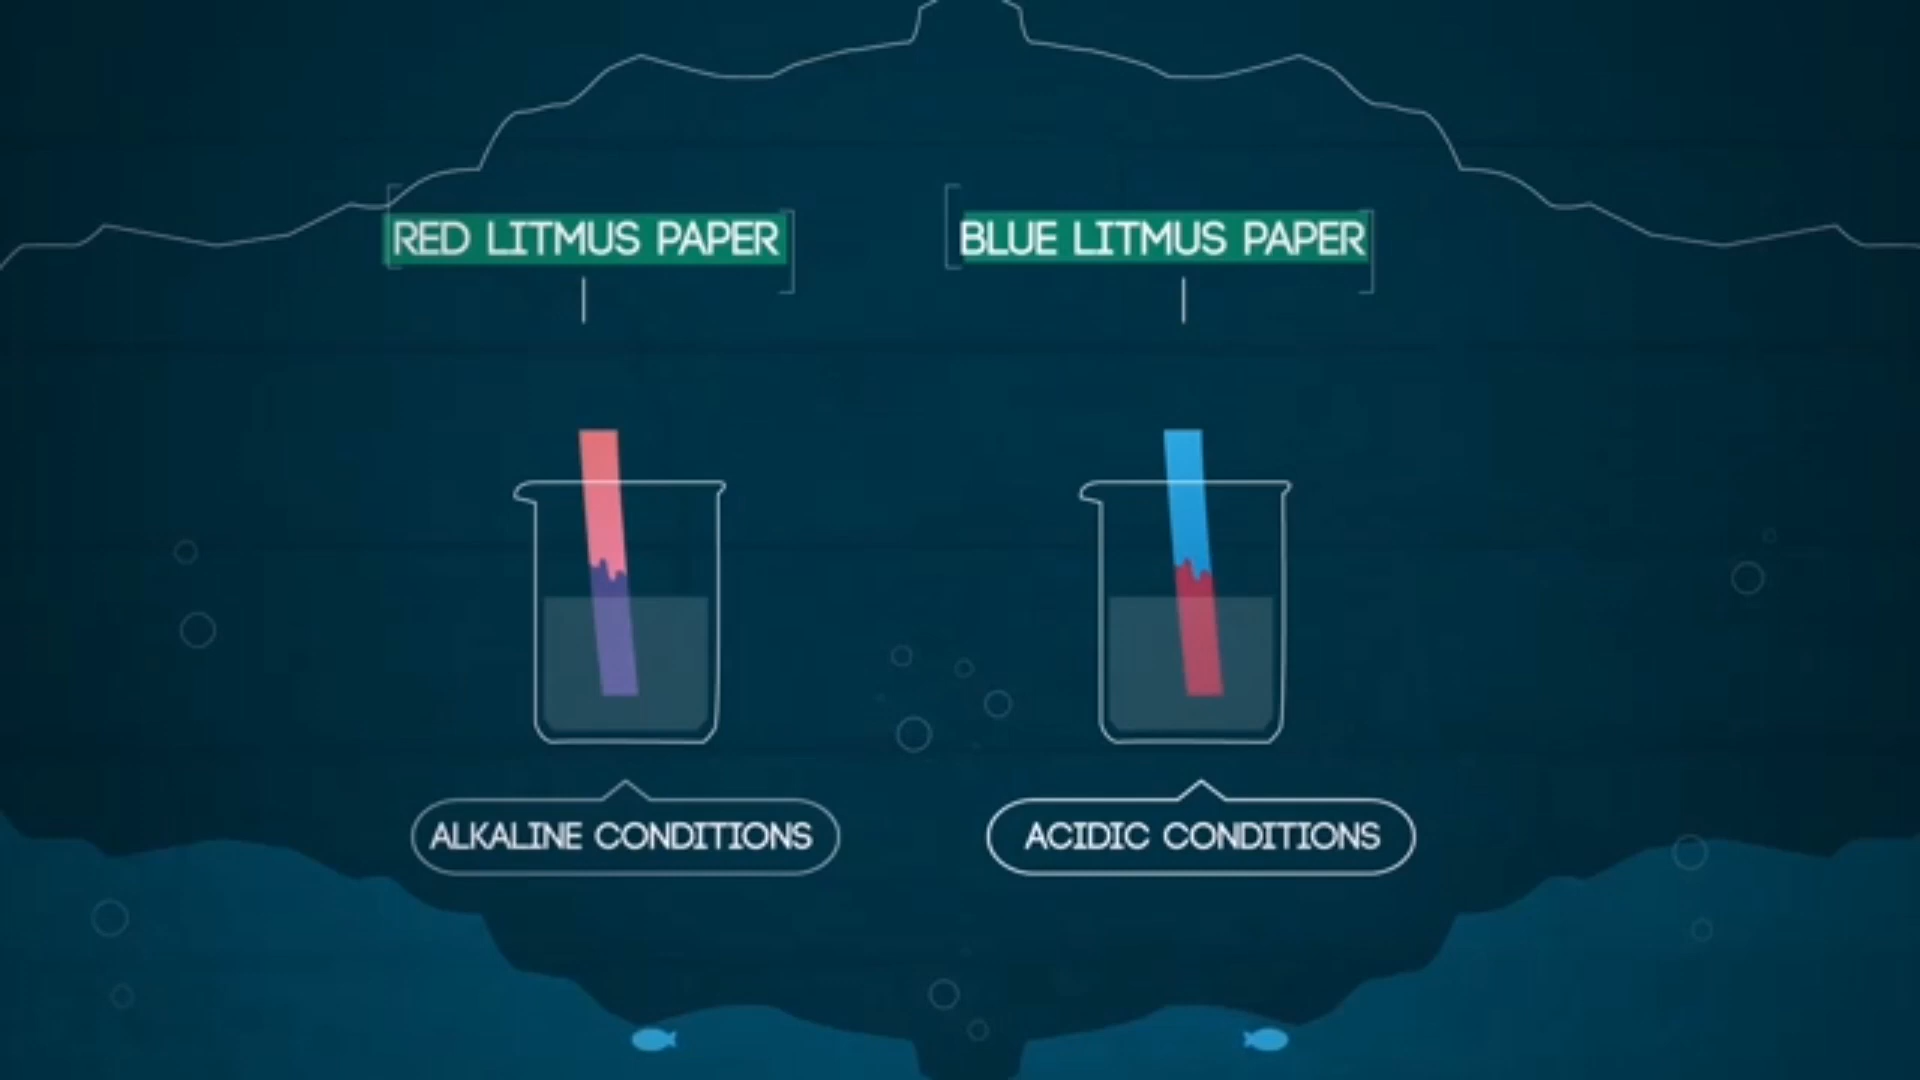 RED LITMUS PAPER
BLUE LITMUS PAPER
ALKALINE CONDITIONS
ACIDIC CONDITIONS